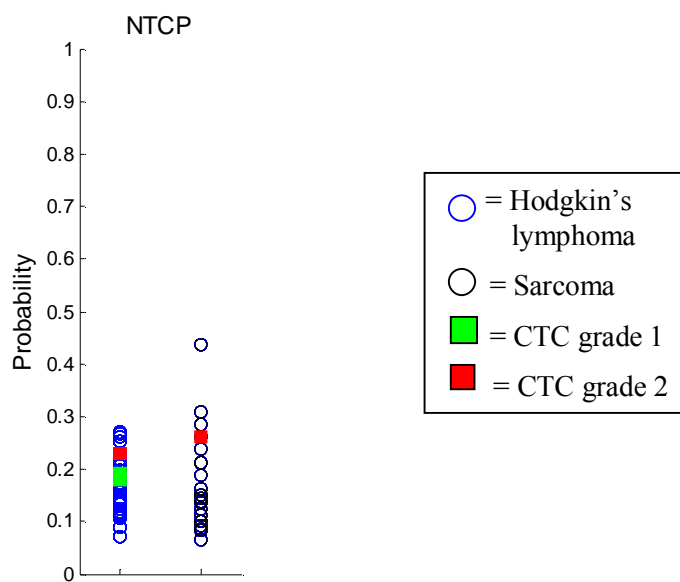 NTCP
1
0.9
0.8
0.7
0.6
0.5
0.4
0.3
0.2
0.1
0
Probability
= Hodgkin's
lymphoma
= Sarcoma
= CTC grade 1
= CTC grade 2